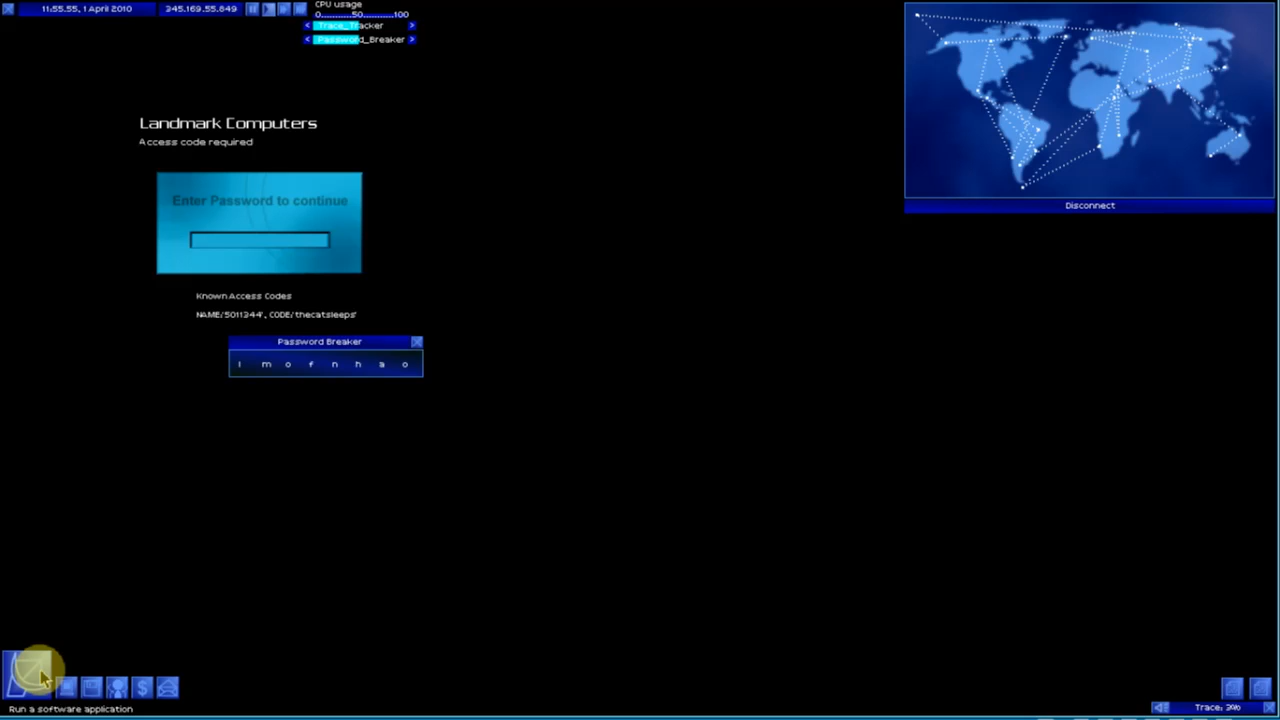 11:55.55, 1 April 2010
345.169.55.849
CPU usage
0..........50..........100
Trace_Tracker
Password_Breaker
Landmark Computers
Access code required
Enter Password to continue
Known Access Codes
NAME/'5011344', CODE/'thecatsleeps'
Password Breaker
l m o f n h a o
Disconnect
Run a software application
Trace: 3%